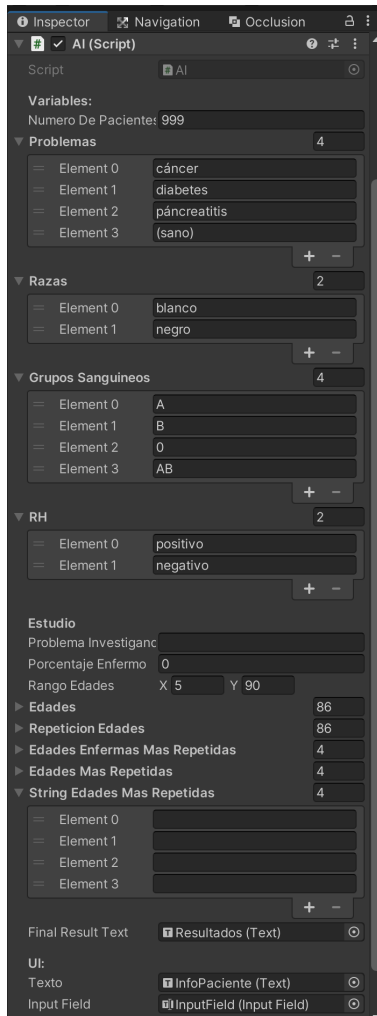 Inspector Navigation Occlusion
# AI (Script)
Script # AI
Variables:
Numero De Pacientes 999
Problemas 4
Element 0 cáncer
Element 1 diabetes
Element 2 páncreatitis
Element 3 (sano)
+ −
Razas 2
Element 0 blanco
Element 1 negro
+ −
Grupos Sanguineos 4
Element 0 A
Element 1 B
Element 2 0
Element 3 AB
+ −
RH 2
Element 0 positivo
Element 1 negativo
+ −
Estudio
Problema Investiganc
Porcentaje Enfermo 0
Rango Edades X 5 Y 90
Edades 86
Repeticion Edades 86
Edades Enfermas Mas Repetidas 4
Edades Mas Repetidas 4
String Edades Mas Repetidas 4
Element 0
Element 1
Element 2
Element 3
+ −
Final Result Text Resultados (Text)
UI:
Texto InfoPaciente (Text)
Input Field InputField (Input Field)